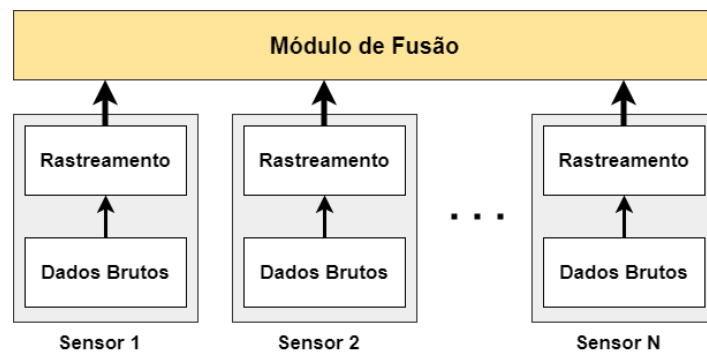 Módulo de Fusão
Rastreamento
Rastreamento
Rastreamento
. . .
Dados Brutos
Dados Brutos
Dados Brutos
Sensor 1
Sensor 2
Sensor N